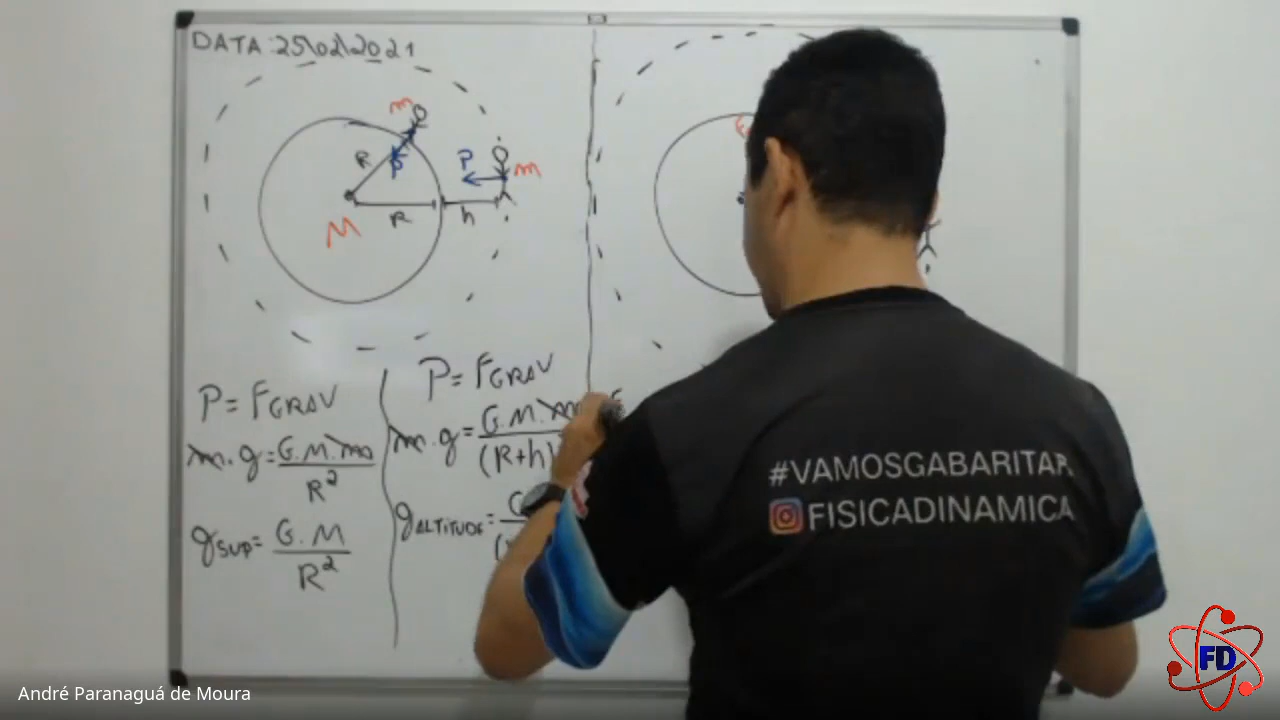 DATA: 25\02\2021
m
R
P
P
m
M
R
h
P = FGRAV
m.g = G.M.m
R²
gSUP = G.M
R²
P = FGRAV
m.g = G.M.m
(R+h)
gALTITUDE =
#VAMOSGABARITAR
FISICADINAMICA
FD
André Paranaguá de Moura